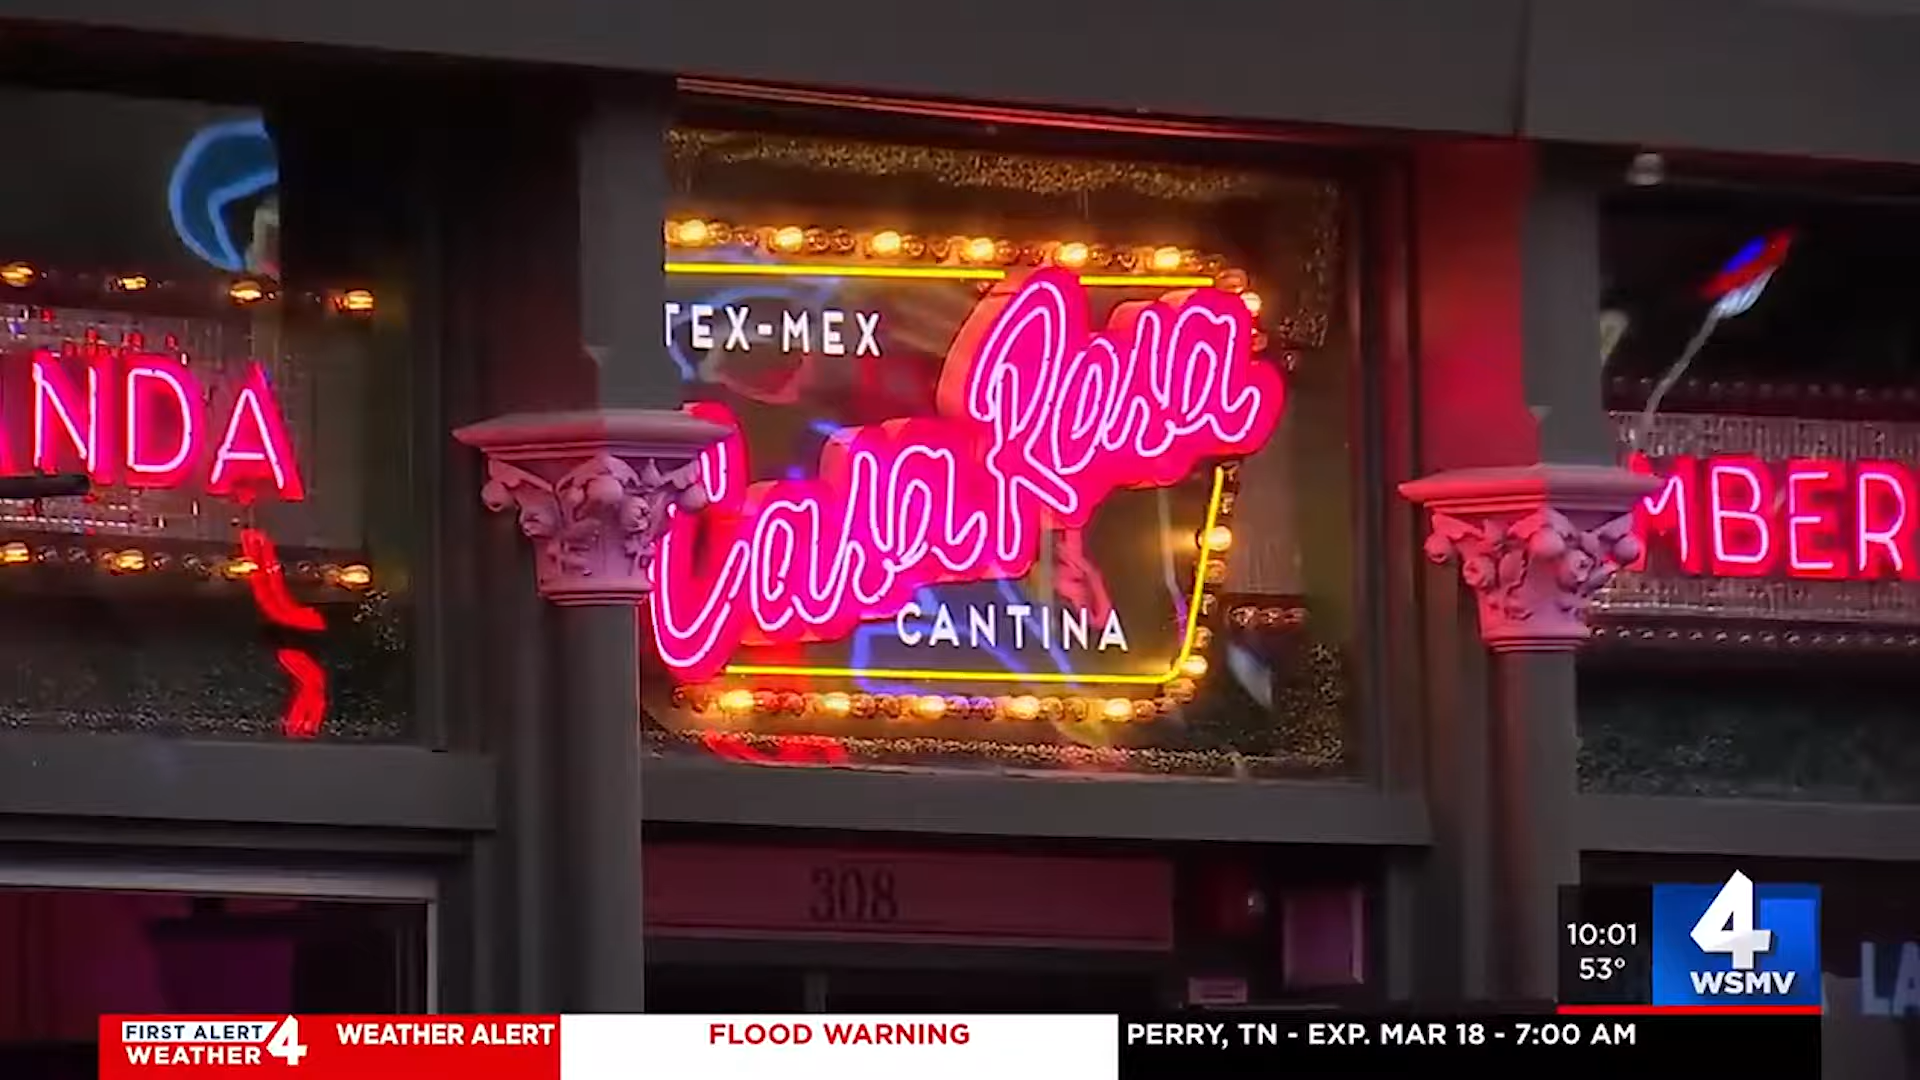 TEX-MEX
Casa Rosa
CANTINA
NDA
MBER
308
10:01
53°
4
WSMV
LA
FIRST ALERT 4
WEATHER
WEATHER ALERT
FLOOD WARNING
PERRY, TN - EXP. MAR 18 - 7:00 AM